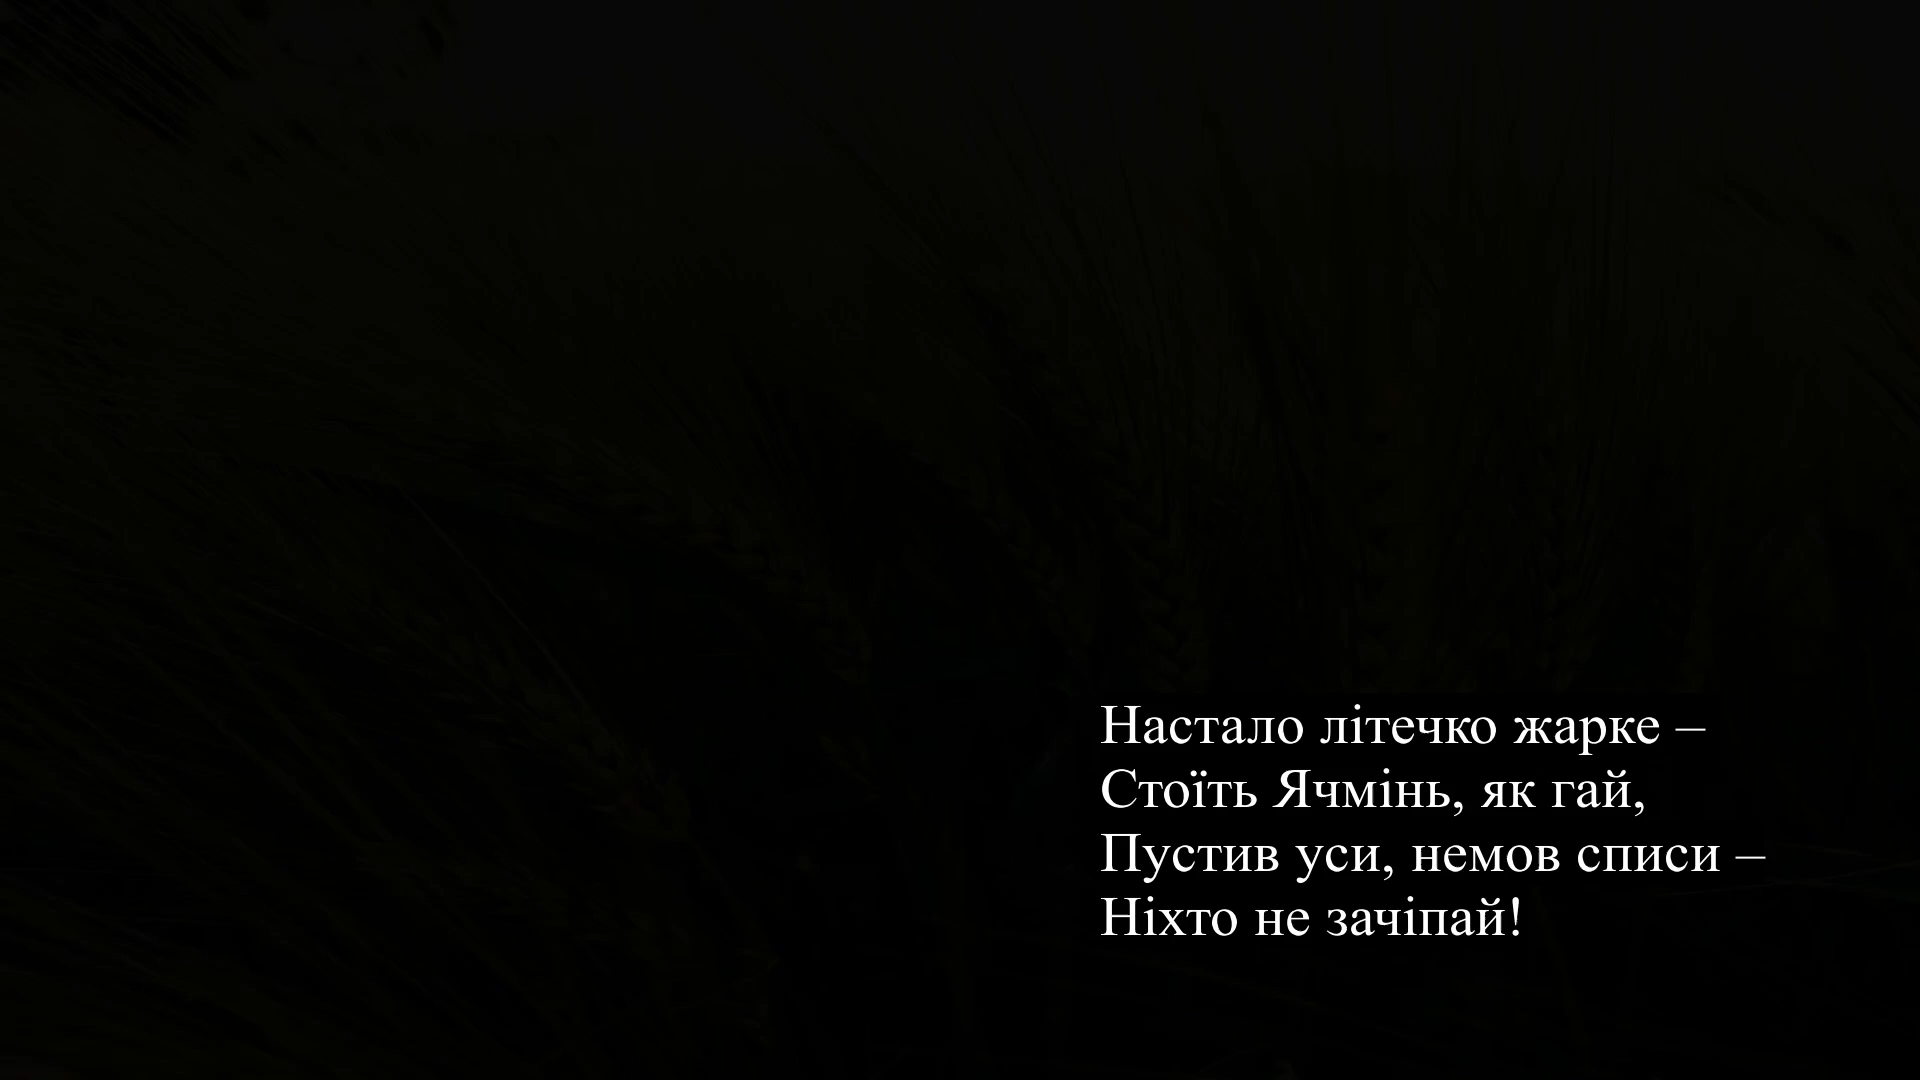 Настало літечко жарке –
Стоїть Ячмінь, як гай,
Пустив уси, немов списи –
Ніхто не зачіпай!